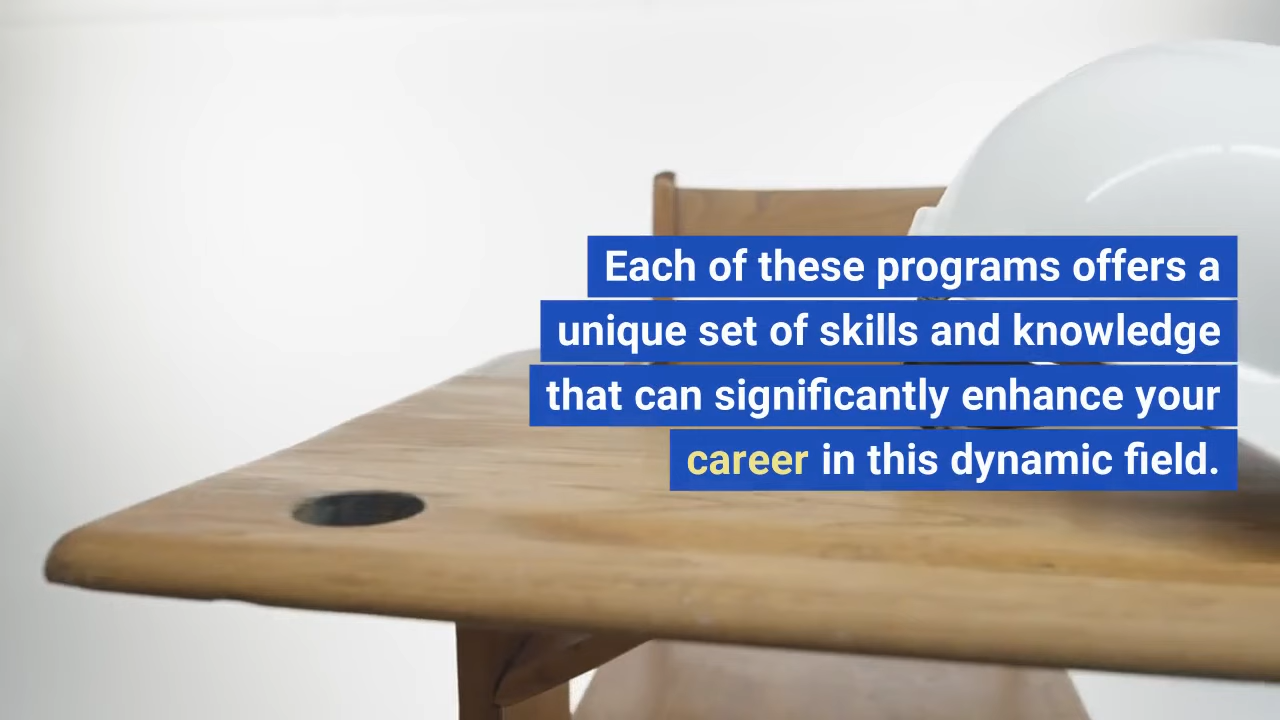 Each of these programs offers a
unique set of skills and knowledge
that can significantly enhance your
career in this dynamic field.